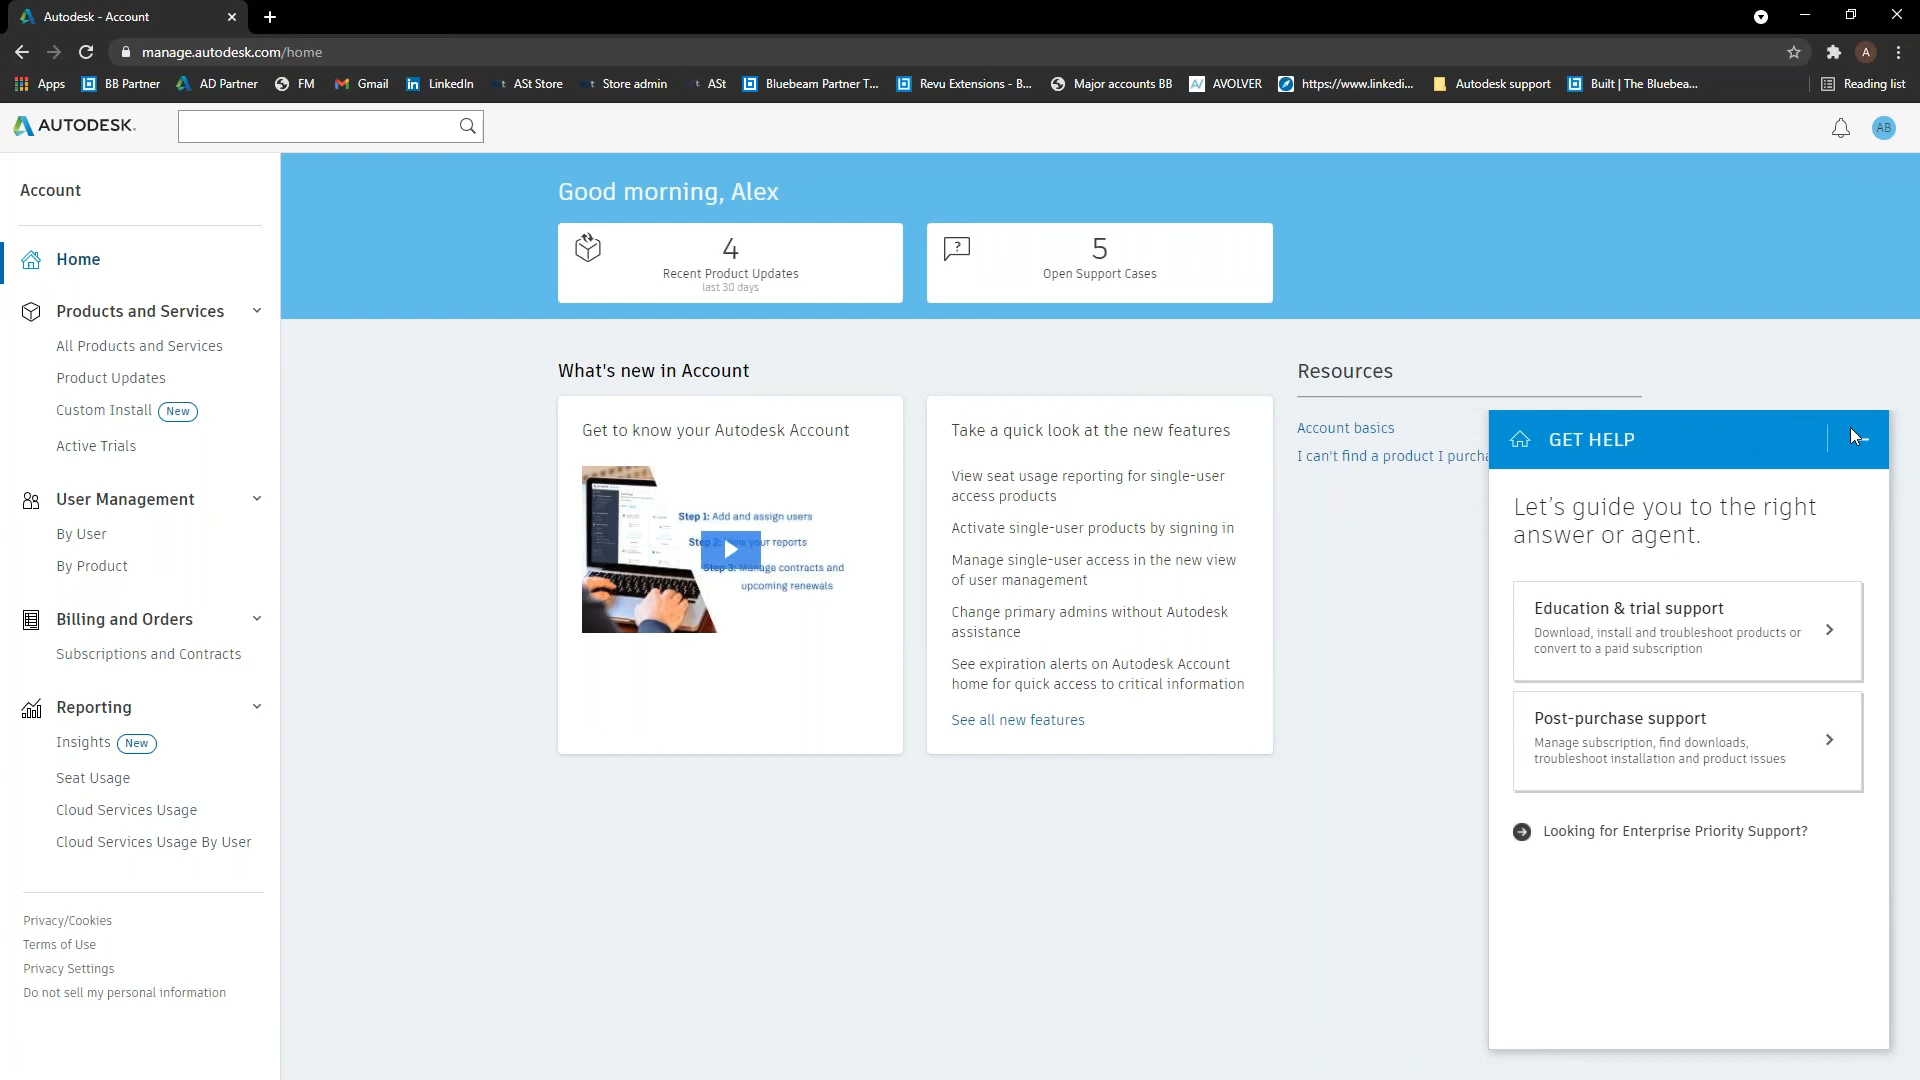 Autodesk - Account
manage.autodesk.com/home
Apps
BB Partner
AD Partner
FM
Gmail
LinkedIn
ASt Store
Store admin
ASt
Bluebeam Partner T...
Revu Extensions - B...
Major accounts BB
AVOLVER
https://www.linkedi...
Autodesk support
Built | The Bluebea...
Reading list
A
AUTODESK.
AB
Account
Home
Products and Services
All Products and Services
Product Updates
Custom Install New
Active Trials
User Management
By User
By Product
Billing and Orders
Subscriptions and Contracts
Reporting
Insights New
Seat Usage
Cloud Services Usage
Cloud Services Usage By User
Privacy/Cookies
Terms of Use
Privacy Settings
Do not sell my personal information
Good morning, Alex
4
Recent Product Updates
last 30 days
5
Open Support Cases
What's new in Account
Get to know your Autodesk Account
Step 1: Add and assign users
Step 2: View your reports
Step 3: Manage contracts and
upcoming renewals
Take a quick look at the new features
View seat usage reporting for single-user
access products
Activate single-user products by signing in
Manage single-user access in the new view
of user management
Change primary admins without Autodesk
assistance
See expiration alerts on Autodesk Account
home for quick access to critical information
See all new features
Resources
Account basics
I can't find a product I purcha
GET HELP
Let's guide you to the right
answer or agent.
Education & trial support
Download, install and troubleshoot products or
convert to a paid subscription
Post-purchase support
Manage subscription, find downloads,
troubleshoot installation and product issues
Looking for Enterprise Priority Support?